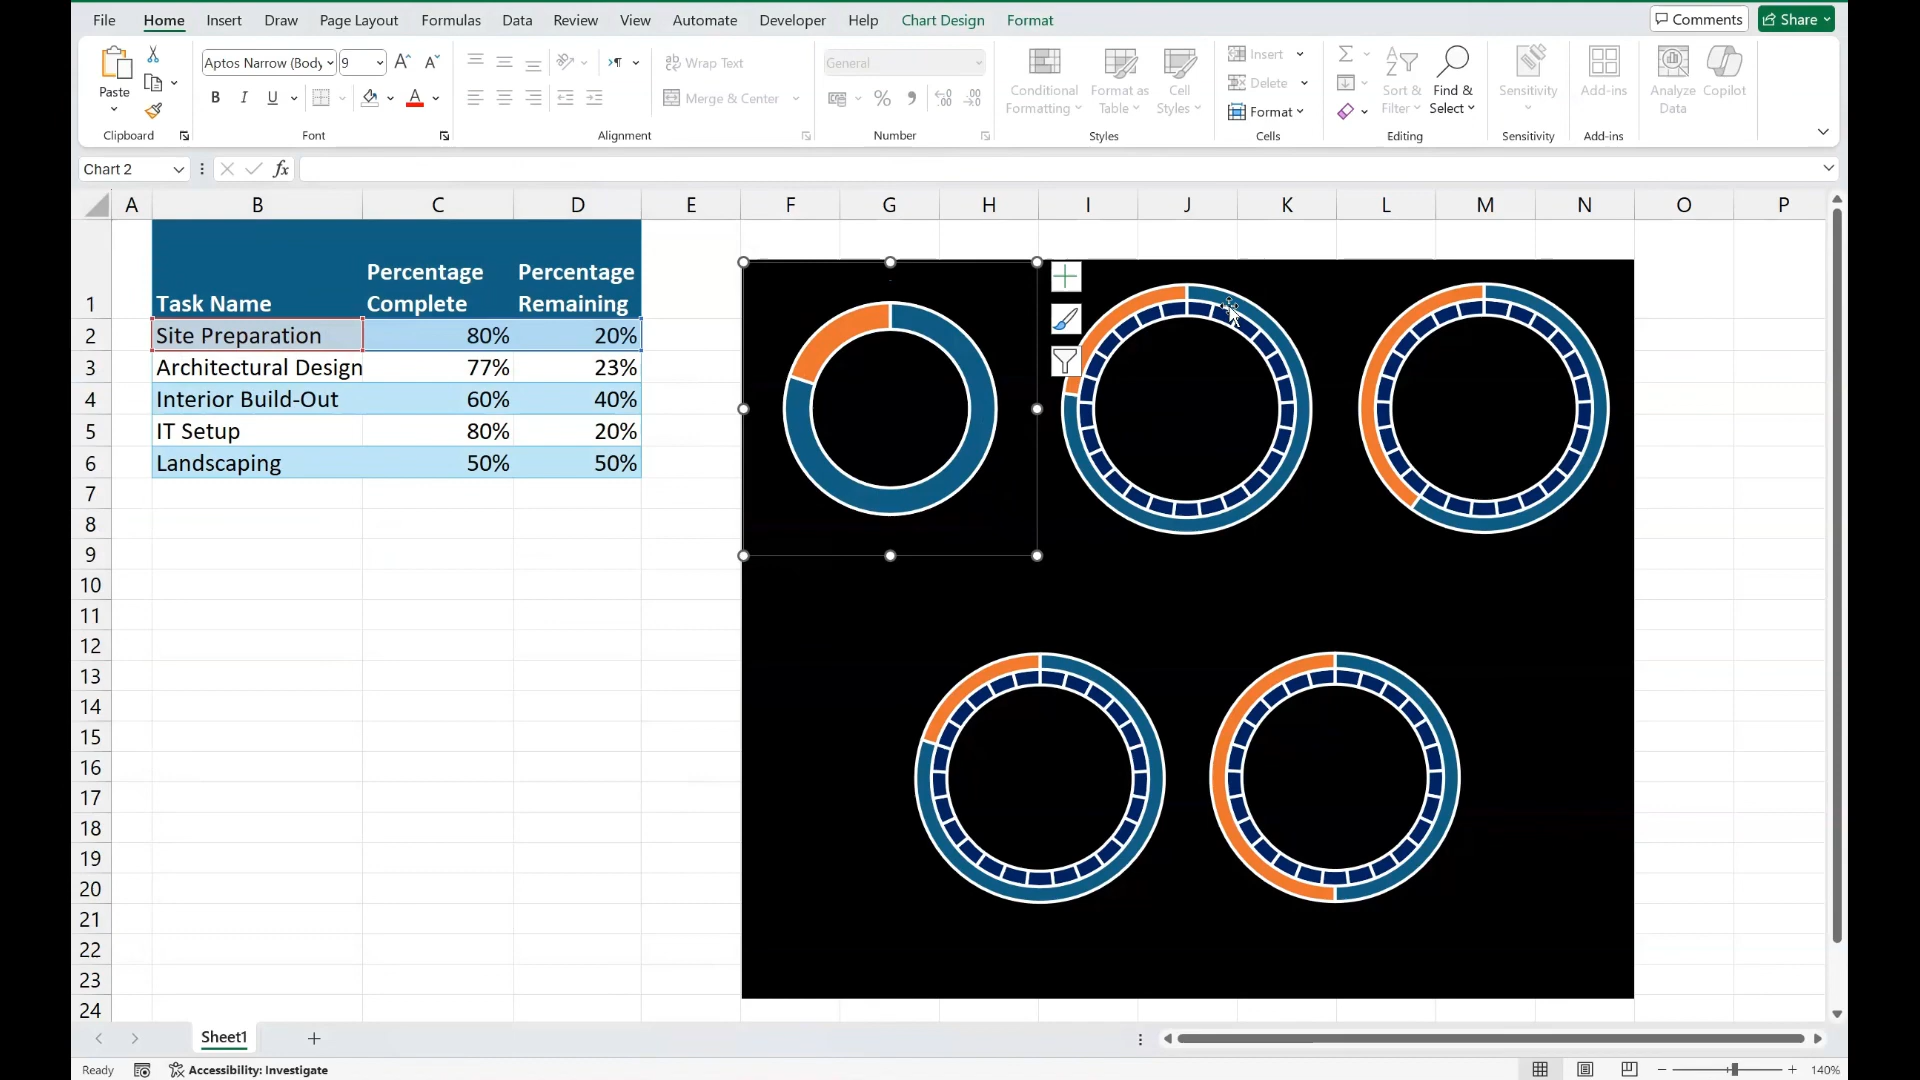 File Home Insert Draw Page Layout Formulas Data Review View Automate Developer Help Chart Design Format Comments Share
Paste
Clipboard
Aptos Narrow (Body 9
B I U
Font
Wrap Text
Merge & Center
Alignment
General
Number
Conditional
Formatting
Format as
Table
Cell
Styles
Styles
Insert
Delete
Format
Cells
Sort &
Filter
Find &
Select
Editing
Sensitivity
Sensitivity
Add-ins
Add-ins
Analyze
Data
Copilot
Chart 2 fx
A B C D E F G H I J K L M N O P
1 Task Name Percentage Complete Percentage Remaining
2 Site Preparation 80% 20%
3 Architectural Design 77% 23%
4 Interior Build-Out 60% 40%
5 IT Setup 80% 20%
6 Landscaping 50% 50%
7
8
9
10
11
12
13
14
15
16
17
18
19
20
21
22
23
24
Sheet1
Ready Accessibility: Investigate 140%